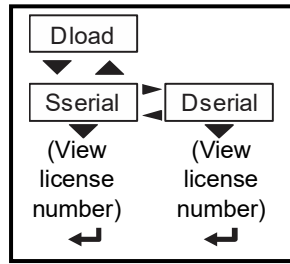 Dload
Sserial Dserial
(View (View
license license
number) number)